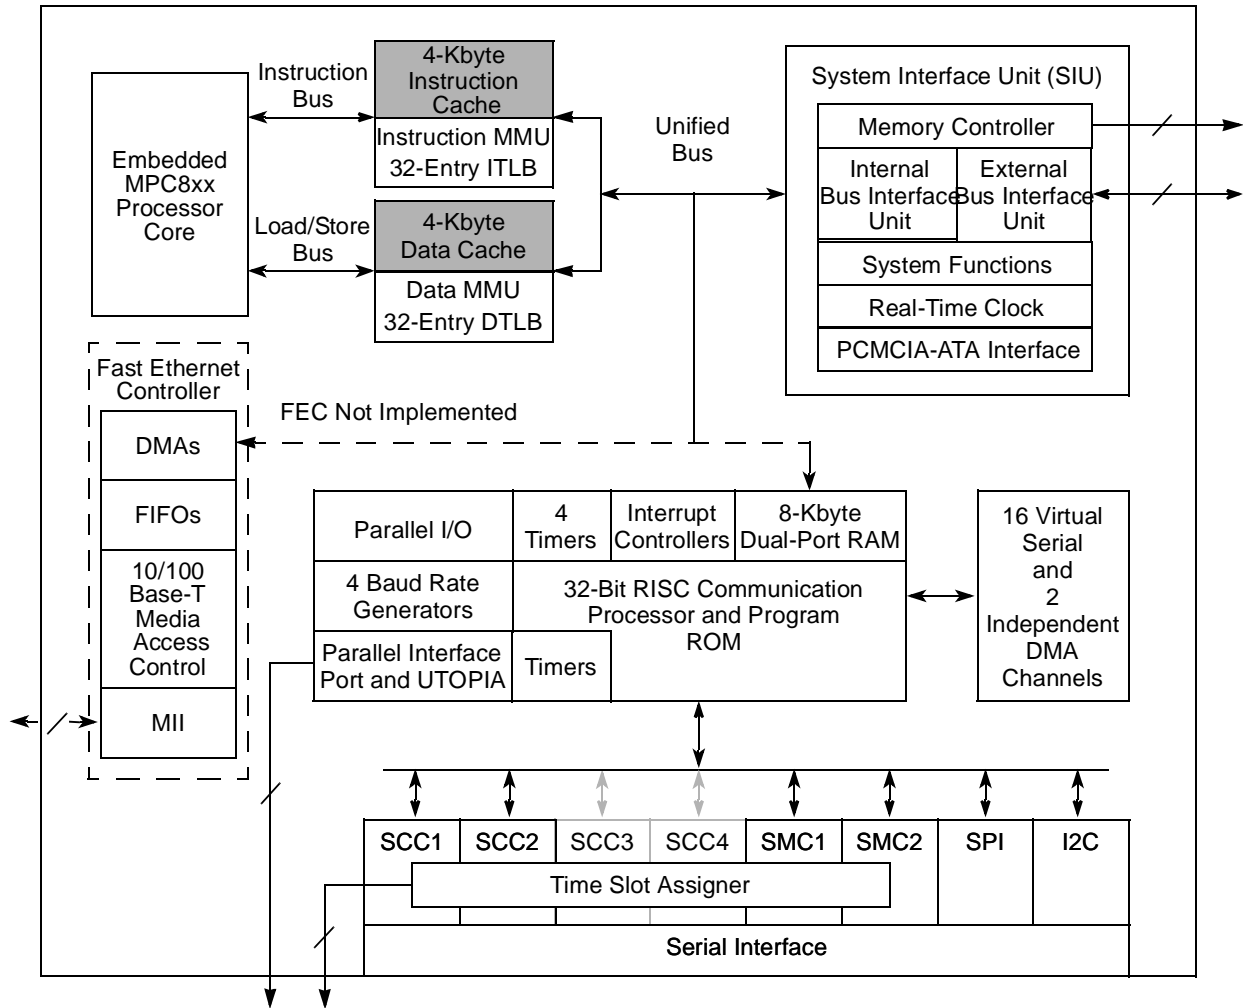 4-Kbyte
Instruction
Cache
Instruction
Bus
Instruction MMU
32-Entry ITLB
Embedded
MPC8xx
Processor
Core
Load/Store
Bus
4-Kbyte
Data Cache
Data MMU
32-Entry DTLB
Unified
Bus
System Interface Unit (SIU)
Memory Controller
Internal
Bus Interface
Unit
External
Bus Interface
Unit
System Functions
Real-Time Clock
PCMCIA-ATA Interface
Fast Ethernet
Controller
DMAs
FIFOs
10/100
Base-T
Media
Access
Control
MII
FEC Not Implemented
Parallel I/O
4
Timers
Interrupt
Controllers
8-Kbyte
Dual-Port RAM
4 Baud Rate
Generators
32-Bit RISC Communication
Processor and Program
ROM
Parallel Interface
Port and UTOPIA
Timers
16 Virtual
Serial
and
2
Independent
DMA
Channels
SCC1
SCC2
SCC3
SCC4
SMC1
SMC2
SPI
I2C
Time Slot Assigner
Serial Interface